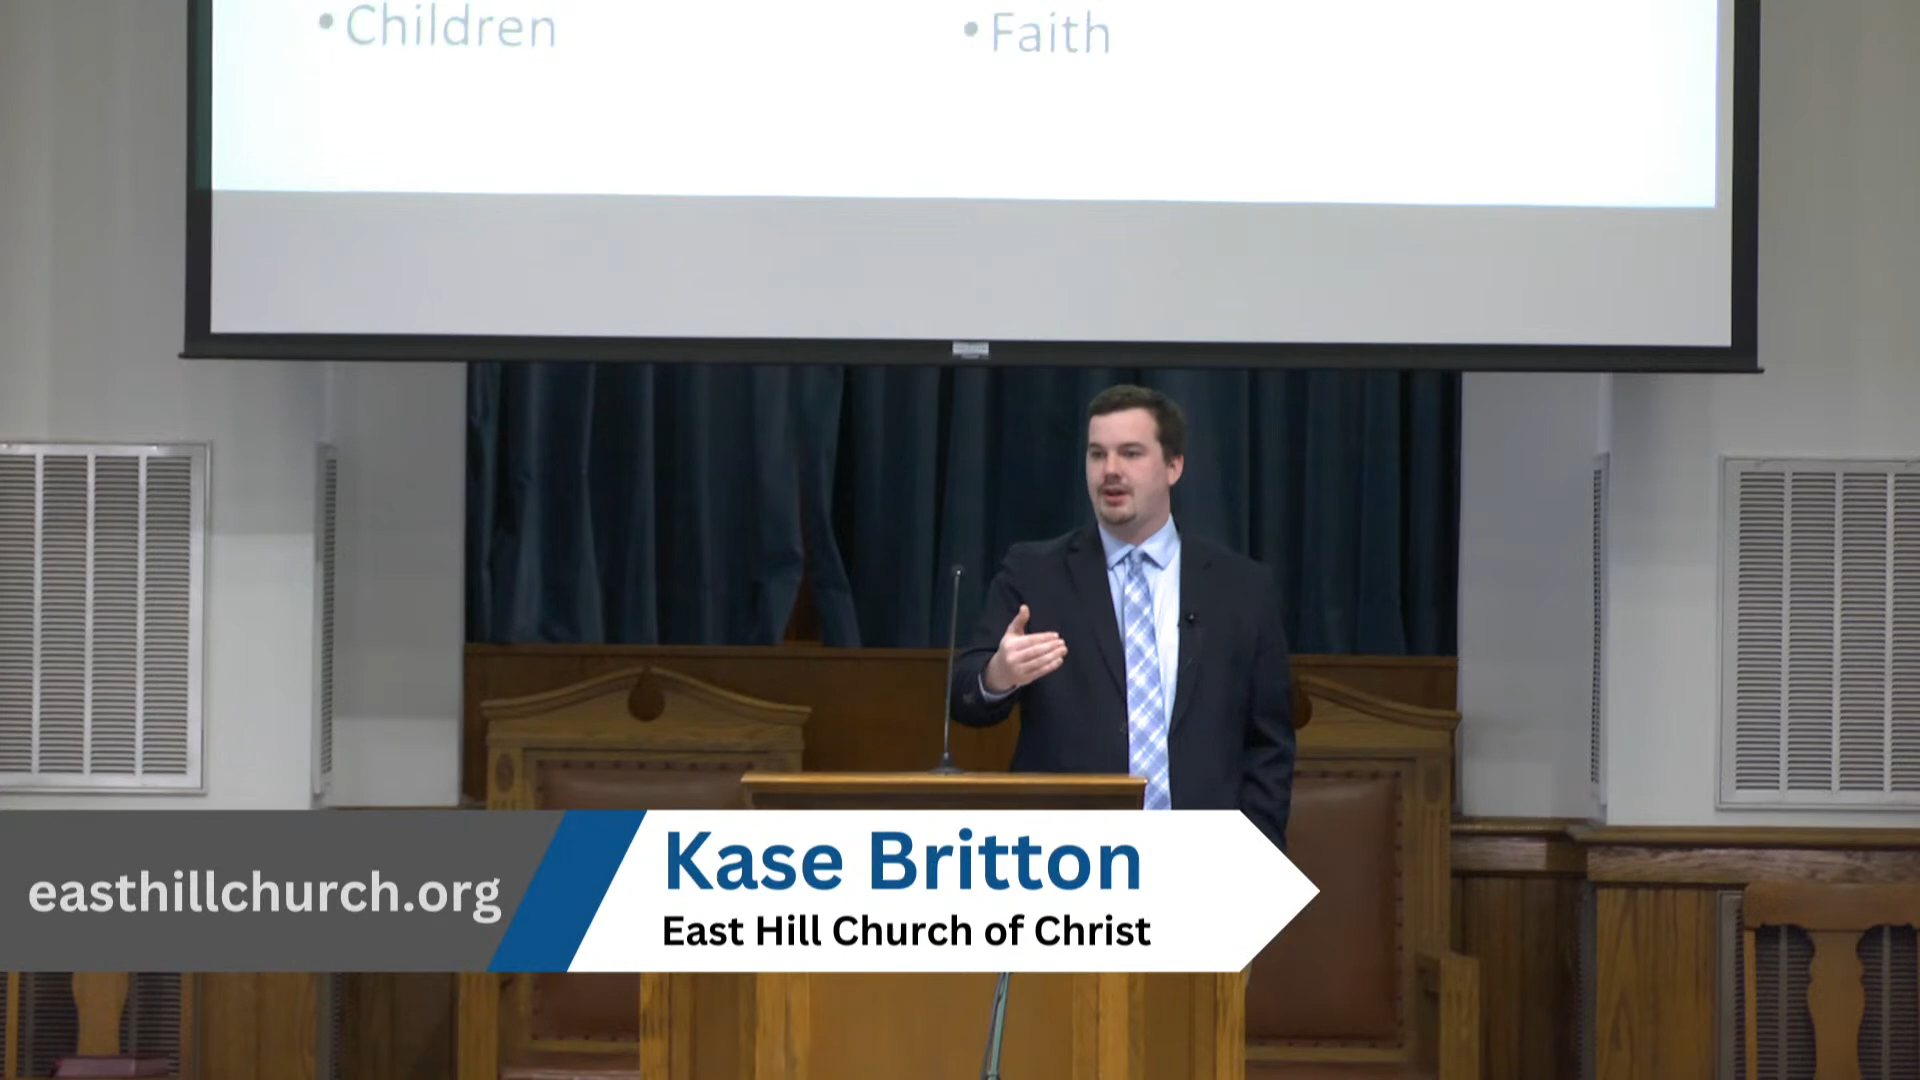 • Children
• Faith
easthillchurch.org
Kase Britton
East Hill Church of Christ